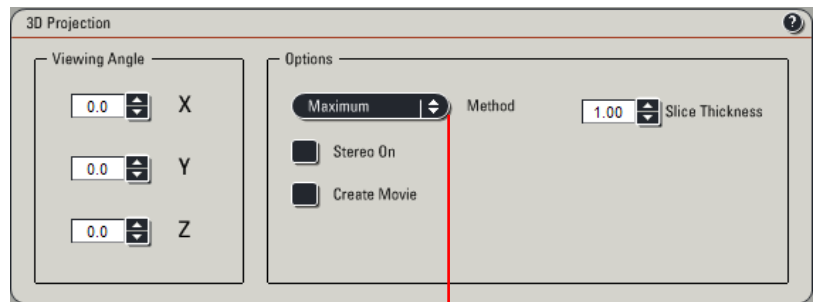 3D Projection
?
Viewing Angle
0.0 X
0.0 Y
0.0 Z
Options
Maximum Method
1.00 Slice Thickness
Stereo On
Create Movie